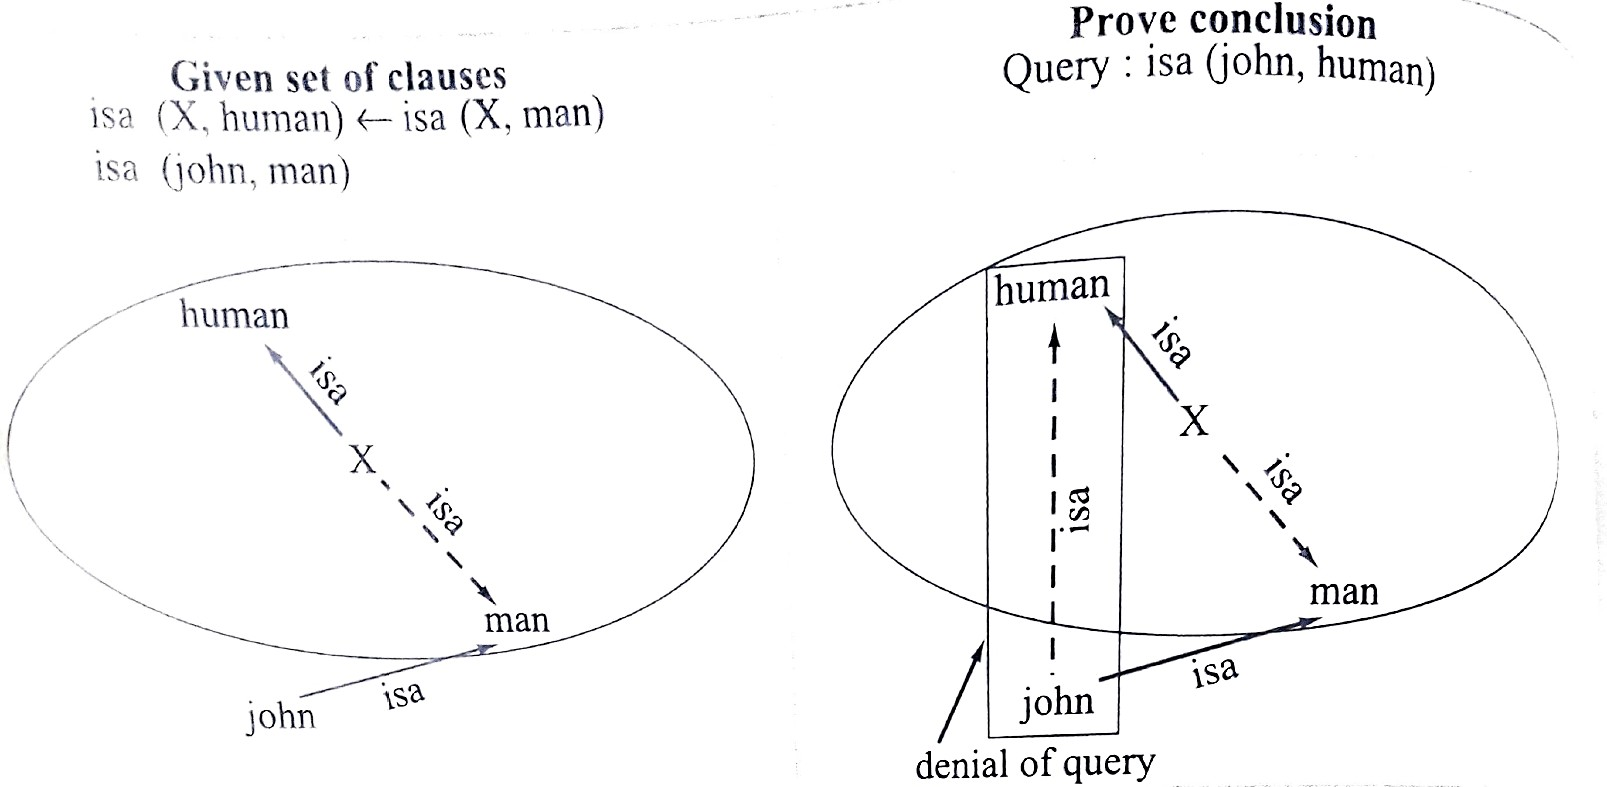 Given set of clauses
isa (X, human) ← isa (X, man)
isa (john, man)
human
isa
X
isa
man
john
isa
Prove conclusion
Query : isa (john, human)
human
isa
X
isa
isa
man
john
isa
denial of query